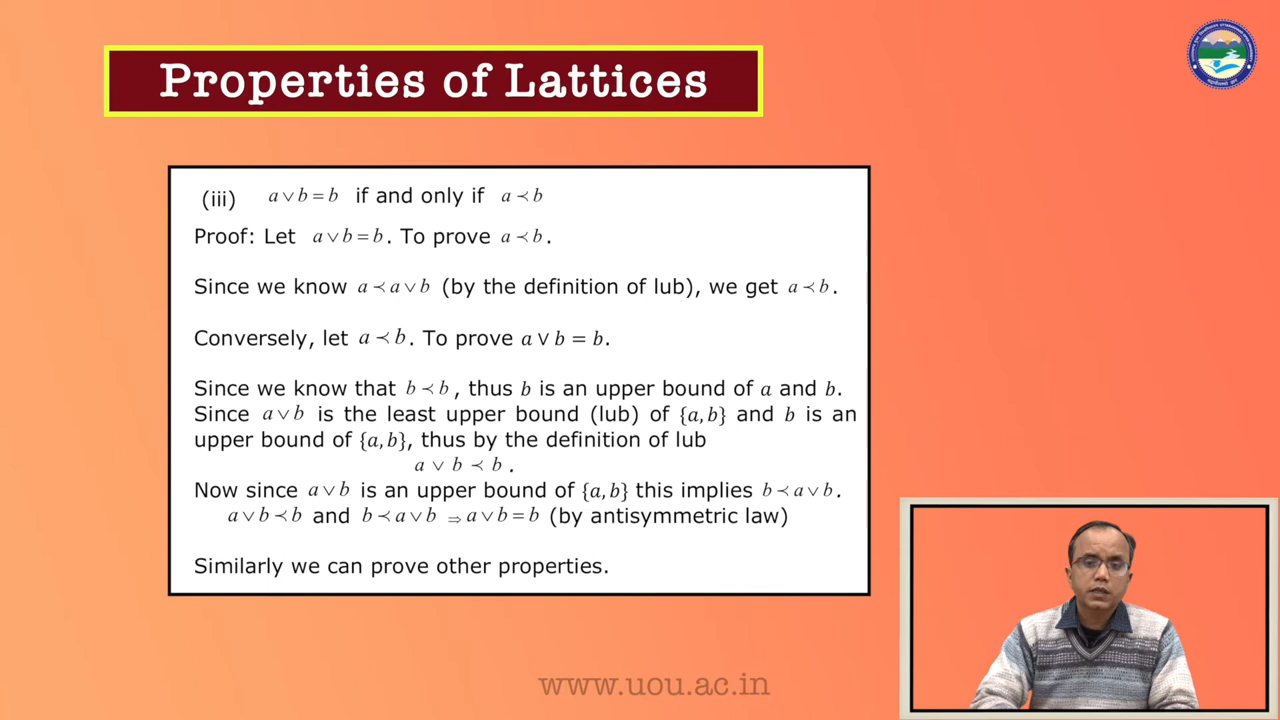 Properties of Lattices
(iii) a ∨ b = b if and only if a ≺ b
Proof: Let a ∨ b = b. To prove a ≺ b.
Since we know a ≺ a ∨ b (by the definition of lub), we get a ≺ b.
Conversely, let a ≺ b. To prove a ∨ b = b.
Since we know that b ≺ b, thus b is an upper bound of a and b.
Since a ∨ b is the least upper bound (lub) of {a, b} and b is an
upper bound of {a, b}, thus by the definition of lub
a ∨ b ≺ b.
Now since a ∨ b is an upper bound of {a, b} this implies b ≺ a ∨ b.
a ∨ b ≺ b and b ≺ a ∨ b ⇒ a ∨ b = b (by antisymmetric law)
Similarly we can prove other properties.
www.uou.ac.in